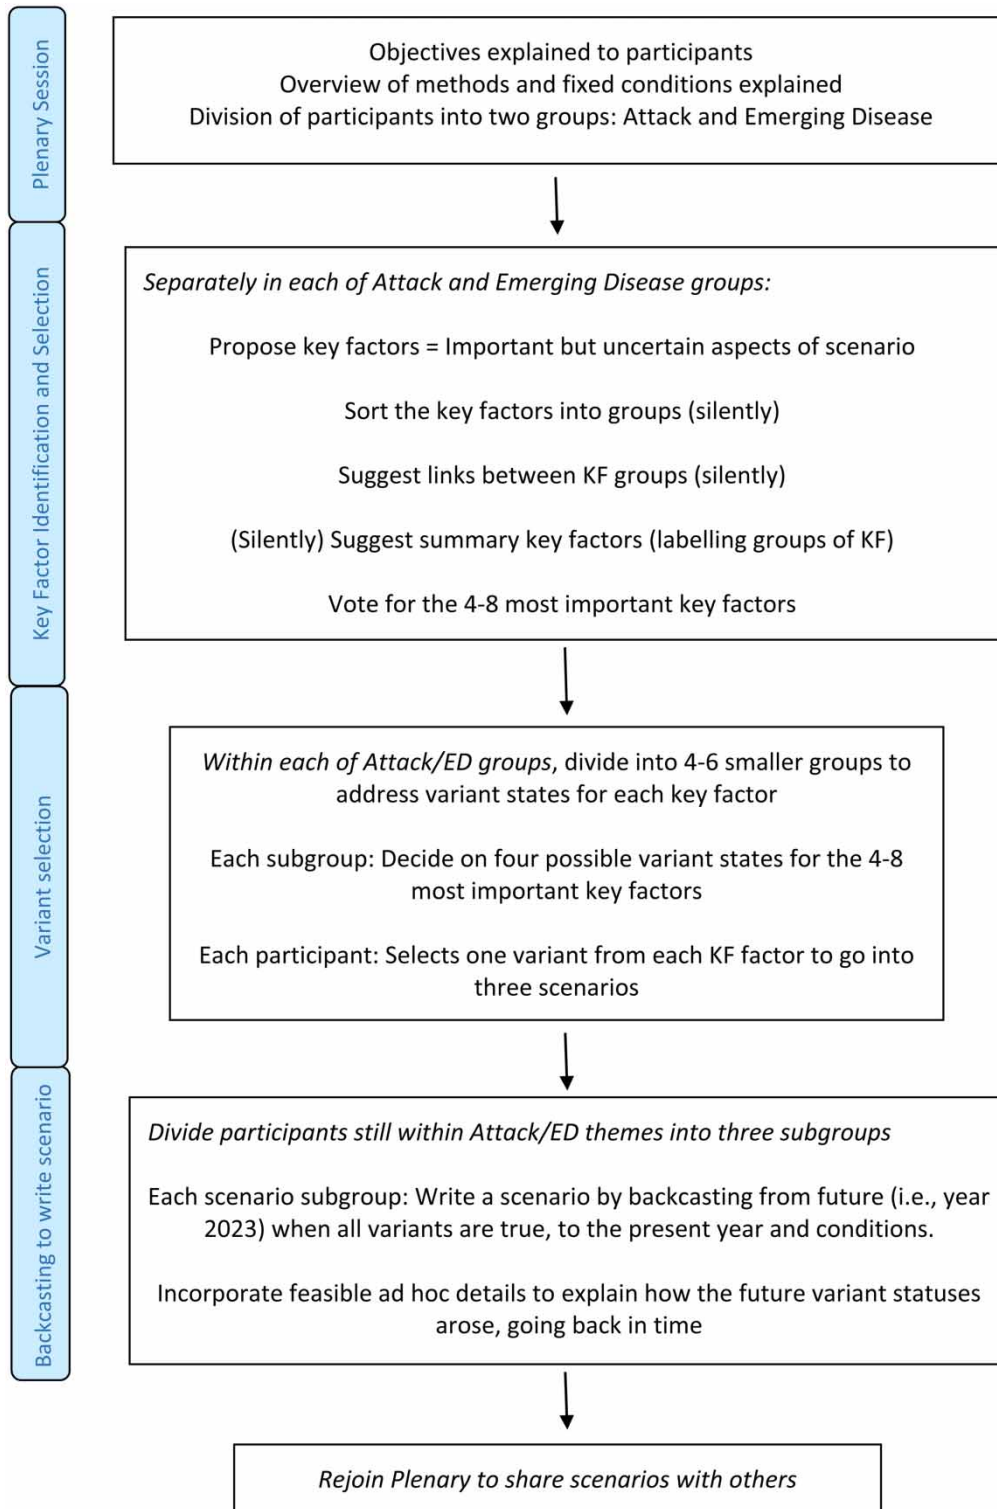 Plenary Session
Objectives explained to participants
Overview of methods and fixed conditions explained
Division of participants into two groups: Attack and Emerging Disease
Key Factor Identification and Selection
Separately in each of Attack and Emerging Disease groups:
Propose key factors = Important but uncertain aspects of scenario
Sort the key factors into groups (silently)
Suggest links between KF groups (silently)
(Silently) Suggest summary key factors (labelling groups of KF)
Vote for the 4-8 most important key factors
Variant selection
Within each of Attack/ED groups, divide into 4-6 smaller groups to
address variant states for each key factor
Each subgroup: Decide on four possible variant states for the 4-8
most important key factors
Each participant: Selects one variant from each KF factor to go into
three scenarios
Backcasting to write scenario
Divide participants still within Attack/ED themes into three subgroups
Each scenario subgroup: Write a scenario by backcasting from future (i.e., year
2023) when all variants are true, to the present year and conditions.
Incorporate feasible ad hoc details to explain how the future variant statuses
arose, going back in time
Rejoin Plenary to share scenarios with others